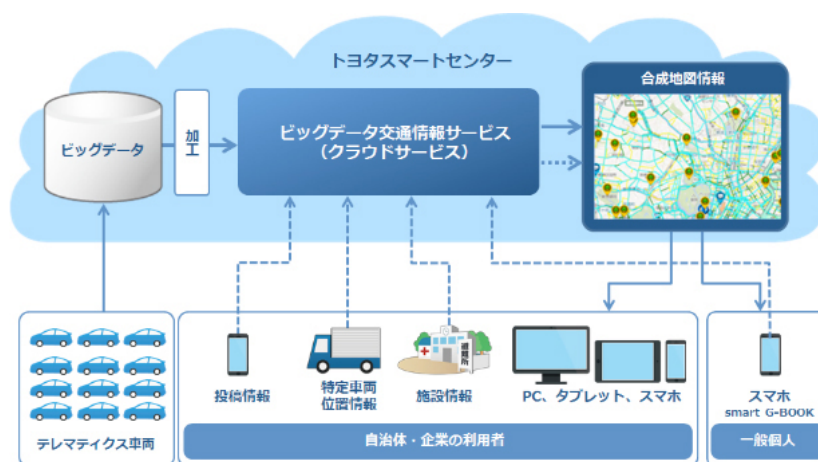 トヨタスマートセンター
合成地図情報
ビッグデータ
加工
ビッグデータ交通情報サービス
（クラウドサービス）
投稿情報
特定車両
位置情報
避難所
施設情報
PC、タブレット、スマホ
スマホ
smart G-BOOK
テレマティクス車両
自治体・企業の利用者
一般個人